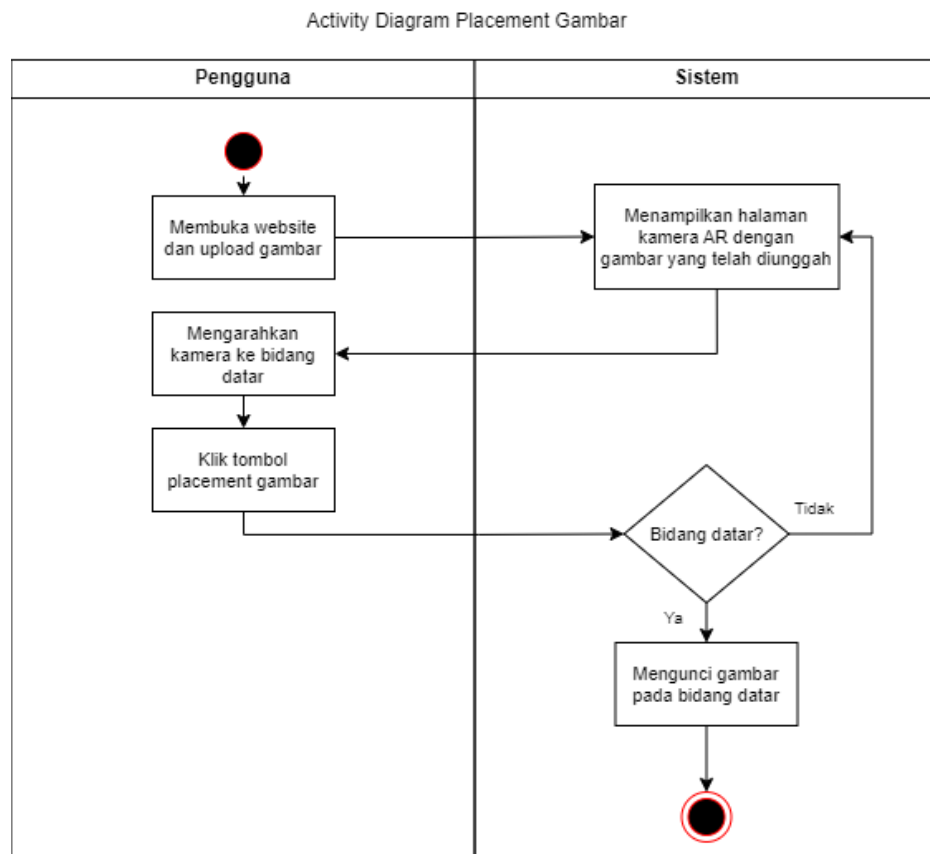 Activity Diagram Placement Gambar
Pengguna
Sistem
Membuka website
dan upload gambar
Menampilkan halaman
kamera AR dengan
gambar yang telah diunggah
Mengarahkan
kamera ke bidang
datar
Klik tombol
placement gambar
Bidang datar?
Tidak
Ya
Mengunci gambar
pada bidang datar